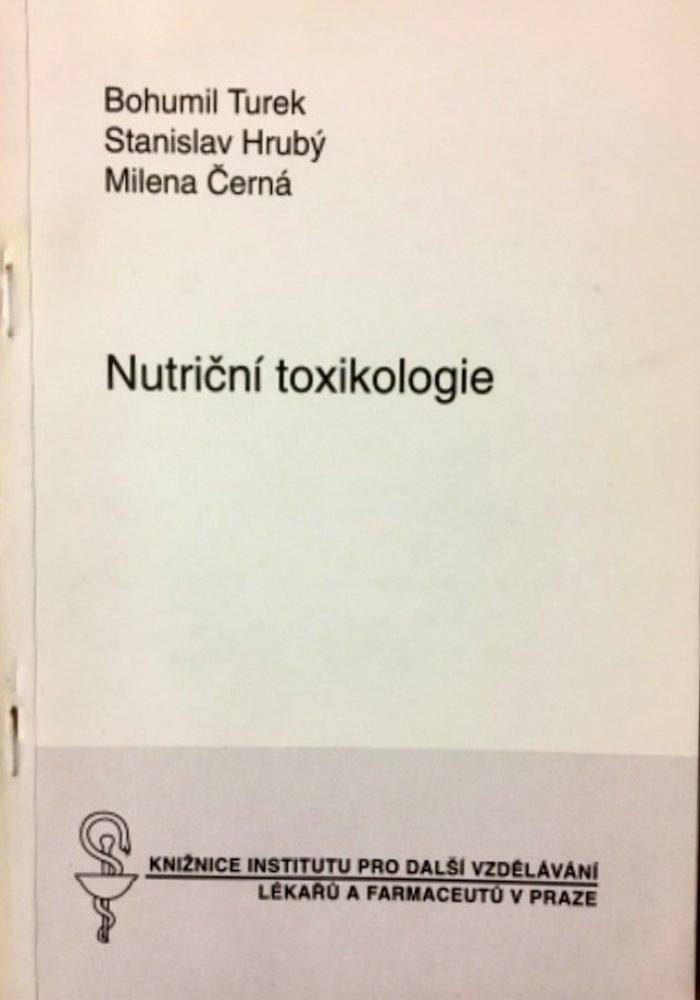 Bohumil Turek
Stanislav Hrubý
Milena Černá
Nutriční toxikologie
KNIŽNICE INSTITUTU PRO DALŠÍ VZDĚLÁVÁNÍ
LÉKAŘŮ A FARMACEUTŮ V PRAZE